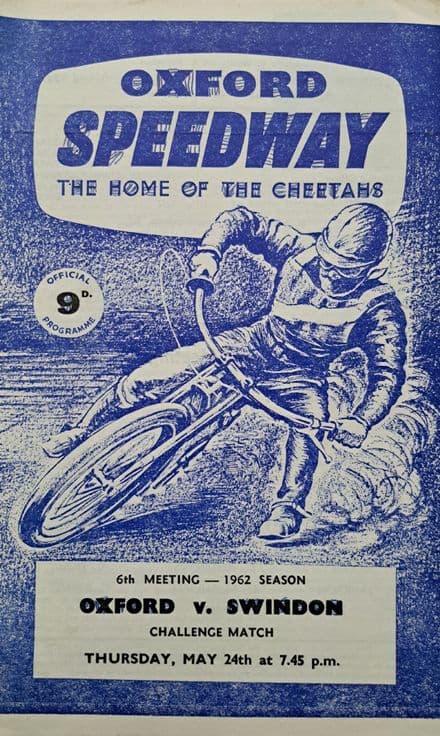 OXFORD
SPEEDWAY
THE HOME OF THE CHEETAHS
OFFICIAL
9D.
PROGRAMME
6th MEETING — 1962 SEASON
OXFORD v. SWINDON
CHALLENGE MATCH
THURSDAY, MAY 24th at 7.45 p.m.